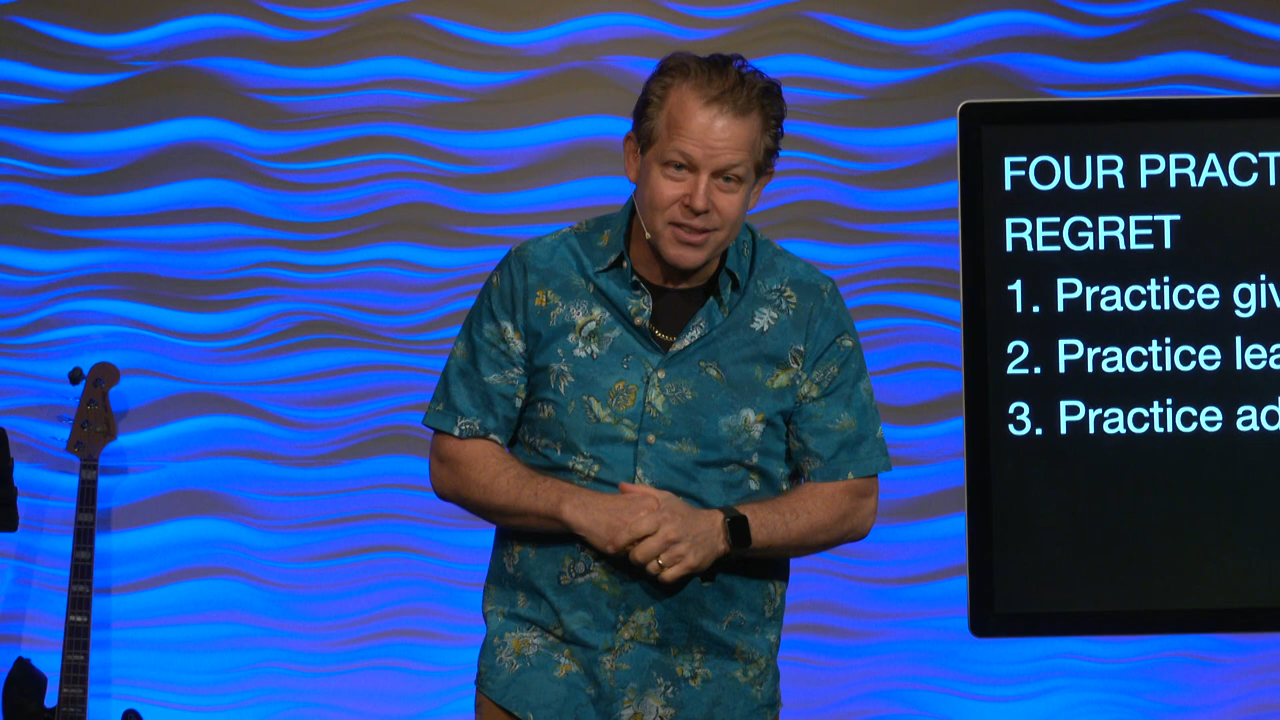 FOUR PRACT
REGRET
1. Practice giv
2. Practice lea
3. Practice ad